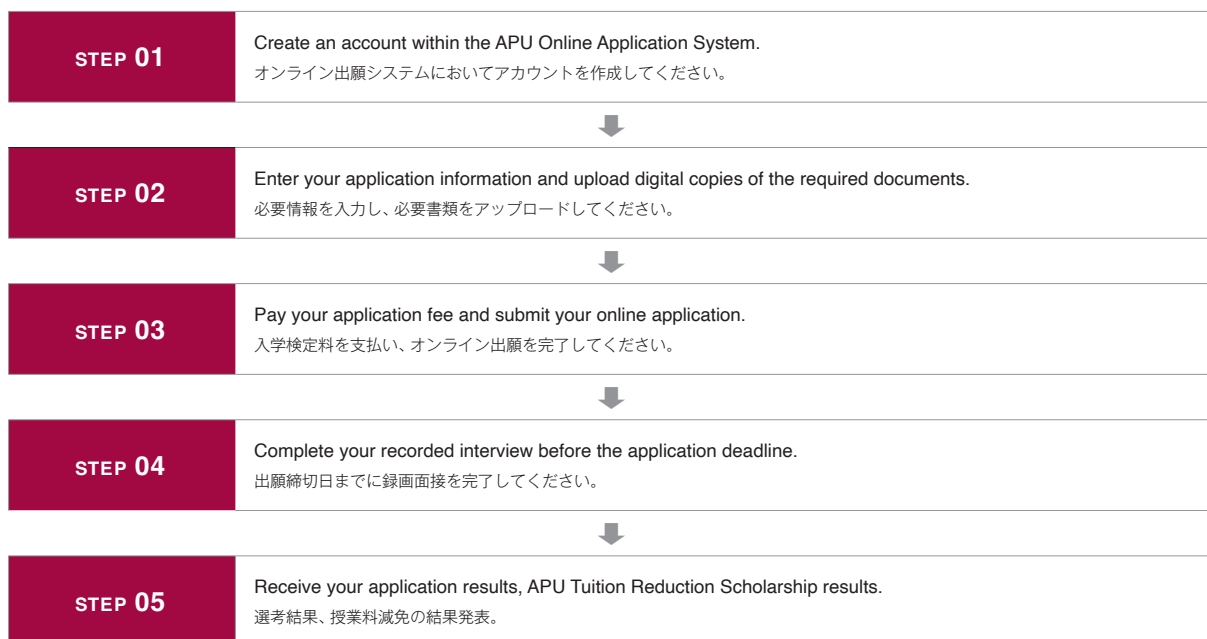 STEP 01
Create an account within the APU Online Application System.
オンライン出願システムにおいてアカウントを作成してください。
STEP 02
Enter your application information and upload digital copies of the required documents.
必要情報を入力し、必要書類をアップロードしてください。
STEP 03
Pay your application fee and submit your online application.
入学検定料を支払い、オンライン出願を完了してください。
STEP 04
Complete your recorded interview before the application deadline.
出願締切日までに録画面接を完了してください。
STEP 05
Receive your application results, APU Tuition Reduction Scholarship results.
選考結果、授業料減免の結果発表。